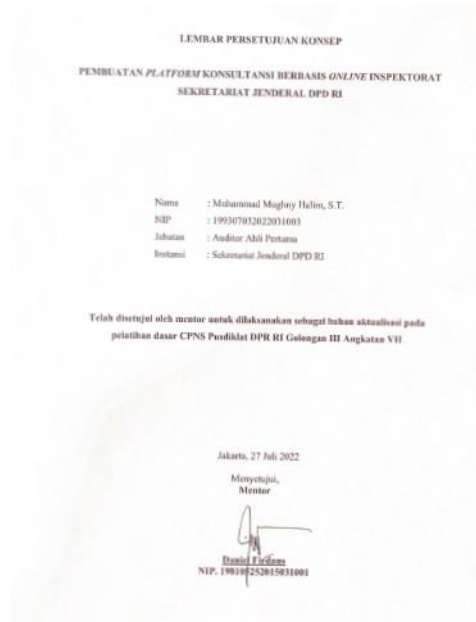 LEMBAR PERSETUJUAN KONSEP
PEMBUATAN PLATFORM KONSULTANSI BERBASIS ONLINE INSPEKTORAT
SEKRETARIAT JENDERAL DPD RI
Nama : Muhammad Mughny Halim, S.T.
NIP : 199307032022031003
Jabatan : Auditor Ahli Pertama
Instansi : Sekretariat Jenderal DPD RI
Telah disetujui oleh mentor untuk dilaksanakan sebagai bahan aktualisasi pada
pelatihan dasar CPNS Pusdiklat DPR RI Golongan III Angkatan VII
Jakarta, 27 Juli 2022
Menyetujui,
Mentor
Daniel Firdaus
NIP.